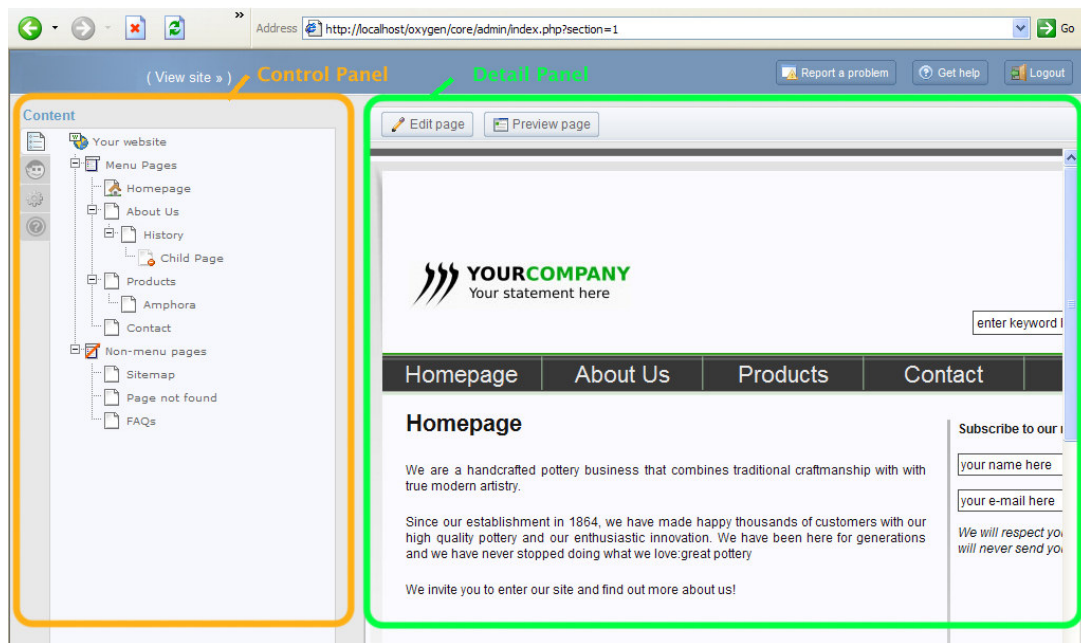 »
Address http://localhost/oxygen/core/admin/index.php?section=1 Go
( View site » ) Control Panel Detail Panel Report a problem Get help Logout
Content
Edit page Preview page
Your website
Menu Pages
Homepage
About Us
History
Child Page
Products
Amphora
Contact
Non-menu pages
Sitemap
Page not found
FAQs
YOURCOMPANY
Your statement here
enter keyword
Homepage About Us Products Contact
Homepage
We are a handcrafted pottery business that combines traditional craftmanship with with
true modern artistry.
Since our establishment in 1864, we have made happy thousands of customers with our
high quality pottery and our enthusiastic innovation. We have been here for generations
and we have never stopped doing what we love:great pottery
We invite you to enter our site and find out more about us!
Subscribe to our
your name here
your e-mail here
We will respect
will never send